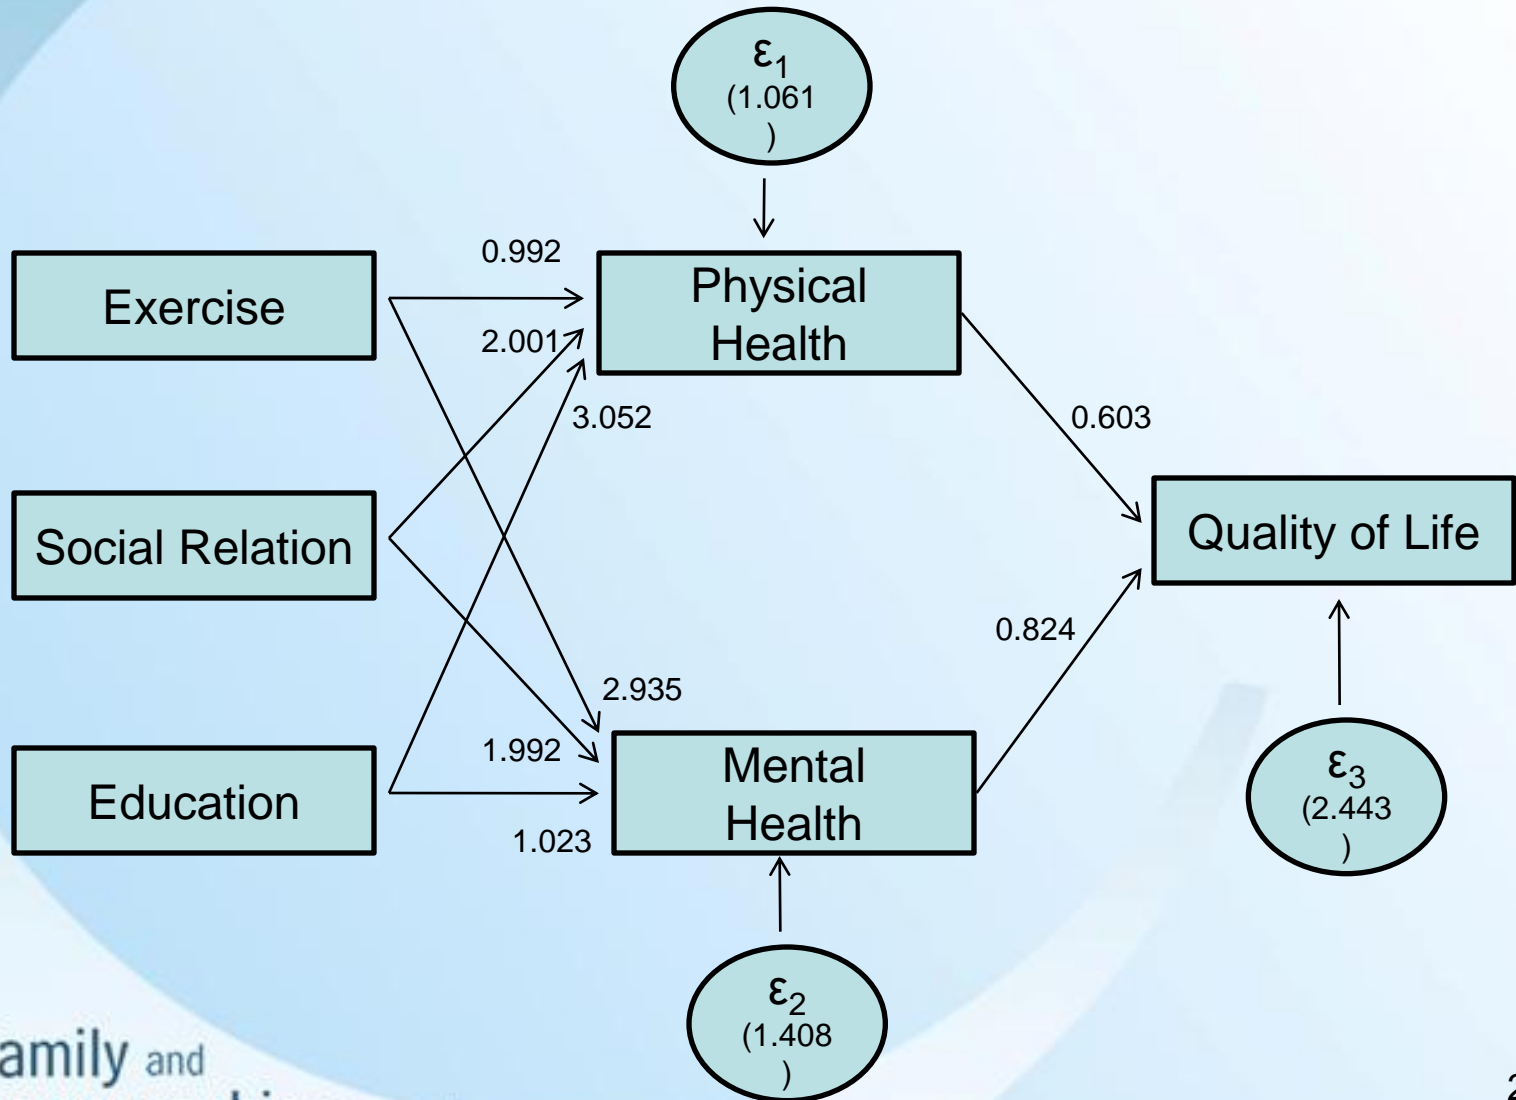 ε1
(1.061
)
0.992
Exercise
Physical
Health
2.001
3.052
0.603
Social Relation
Quality of Life
0.824
2.935
1.992
Mental
Health
Education
1.023
ε3
(2.443
)
ε2
(1.408
)
amily and
2